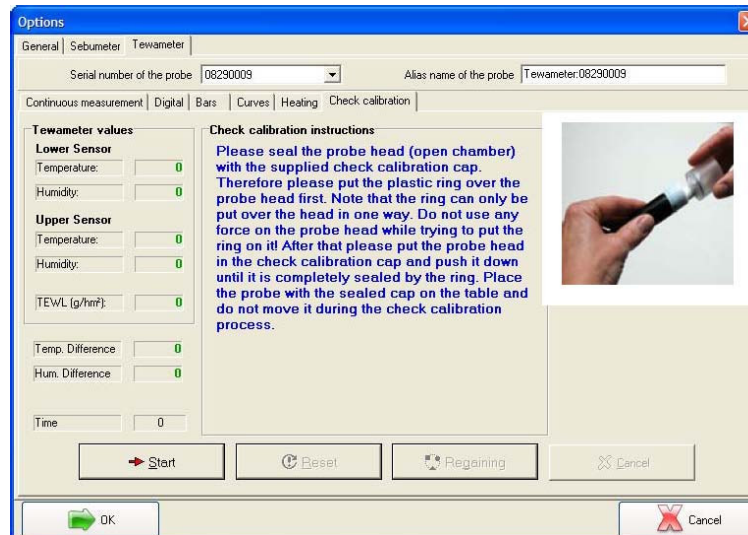 Options
General Sebumeter Tewameter
Serial number of the probe 08290009 Alias name of the probe Tewameter:08290009
Continuous measurement Digital Bars Curves Heating Check calibration
Tewameter values
Lower Sensor
Temperature: 0
Humidity: 0
Upper Sensor
Temperature: 0
Humidity: 0
TEWL (g/hm²): 0
Temp. Difference 0
Hum. Difference 0
Time 0
Check calibration instructions
Please seal the probe head (open chamber)
with the supplied check calibration cap.
Therefore please put the plastic ring over the
probe head first. Note that the ring can only be
put over the head in one way. Do not use any
force on the probe head while trying to put the
ring on it! After that please put the probe head
in the check calibration cap and push it down
until it is completely sealed by the ring. Place
the probe with the sealed cap on the table and
do not move it during the check calibration
process.
Start Reset Regaining Cancel
OK Cancel